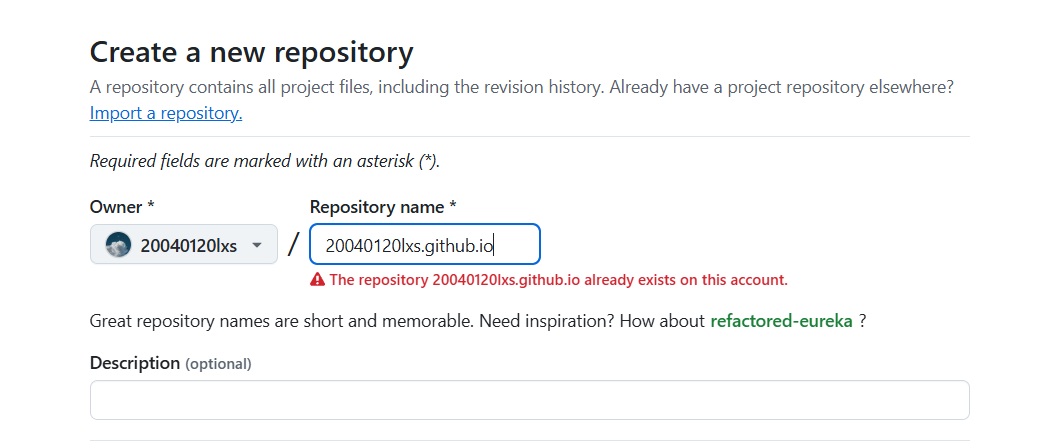 Create a new repository
A repository contains all project files, including the revision history. Already have a project repository elsewhere?
Import a repository.
Required fields are marked with an asterisk (*).
Owner *
Repository name *
20040120lxs
/
20040120lxs.github.io
The repository 20040120lxs.github.io already exists on this account.
Great repository names are short and memorable. Need inspiration? How about refactored-eureka ?
Description (optional)